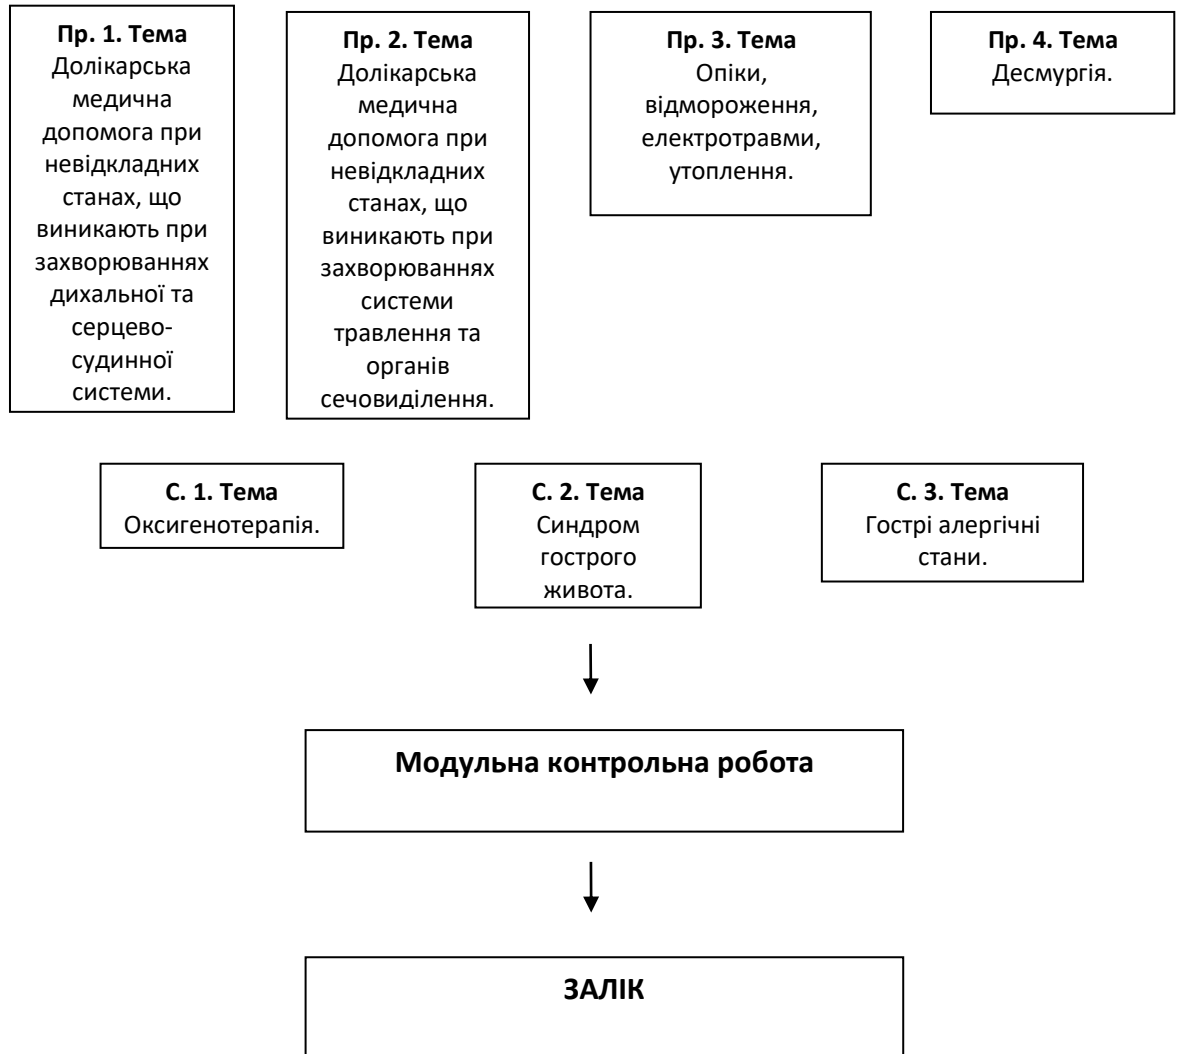 Пр. 1. Тема
Долікарська
медична
допомога при
невідкладних
станах, що
виникають при
захворюваннях
дихальної та
серцево-
судинної
системи.
Пр. 2. Тема
Долікарська
медична
допомога при
невідкладних
станах, що
виникають при
захворюваннях
системи
травлення та
органів
сечовиділення.
Пр. 3. Тема
Опіки,
відмороження,
електротравми,
утоплення.
Пр. 4. Тема
Десмургія.
С. 1. Тема
Оксигенотерапія.
С. 2. Тема
Синдром
гострого
живота.
С. 3. Тема
Гострі алергічні
стани.
Модульна контрольна робота
ЗАЛІК